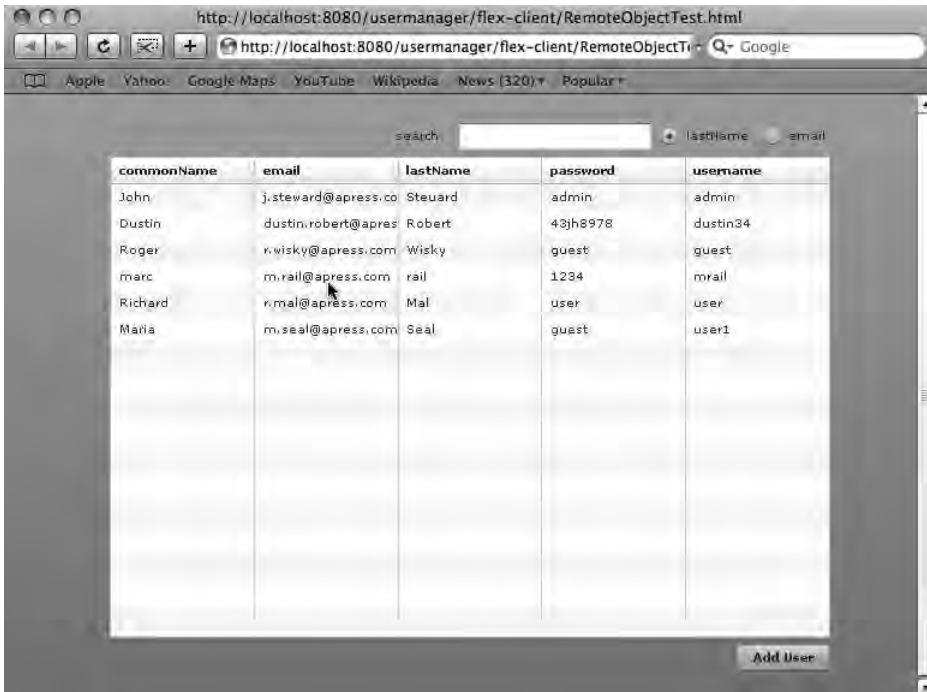 http://localhost:8080/usermanager/flex-client/RemoteObjectTest.html
http://localhost:8080/usermanager/flex-client/RemoteObjectT Q Google
Apple Yahoo! Google Maps YouTube Wikipedia News (320) Popular
search lastName email
commonName email lastName password username
John j.steward@apress.co Steuard admin admin
Dustin dustin.robert@apres Robert 43jh8978 dustin34
Roger r.wisky@apress.com Wisky guest guest
marc m.rail@apress.com rail 1234 mrail
Richard r.mal@apress.com Mal user user
Maria m.seal@apress.com Seal guest user1
Add User